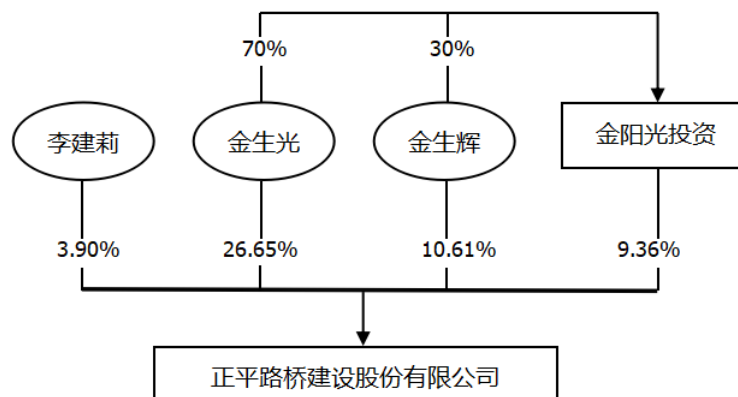 70%
30%
李建莉
金生光
金生辉
金阳光投资
3.90%
26.65%
10.61%
9.36%
正平路桥建设股份有限公司